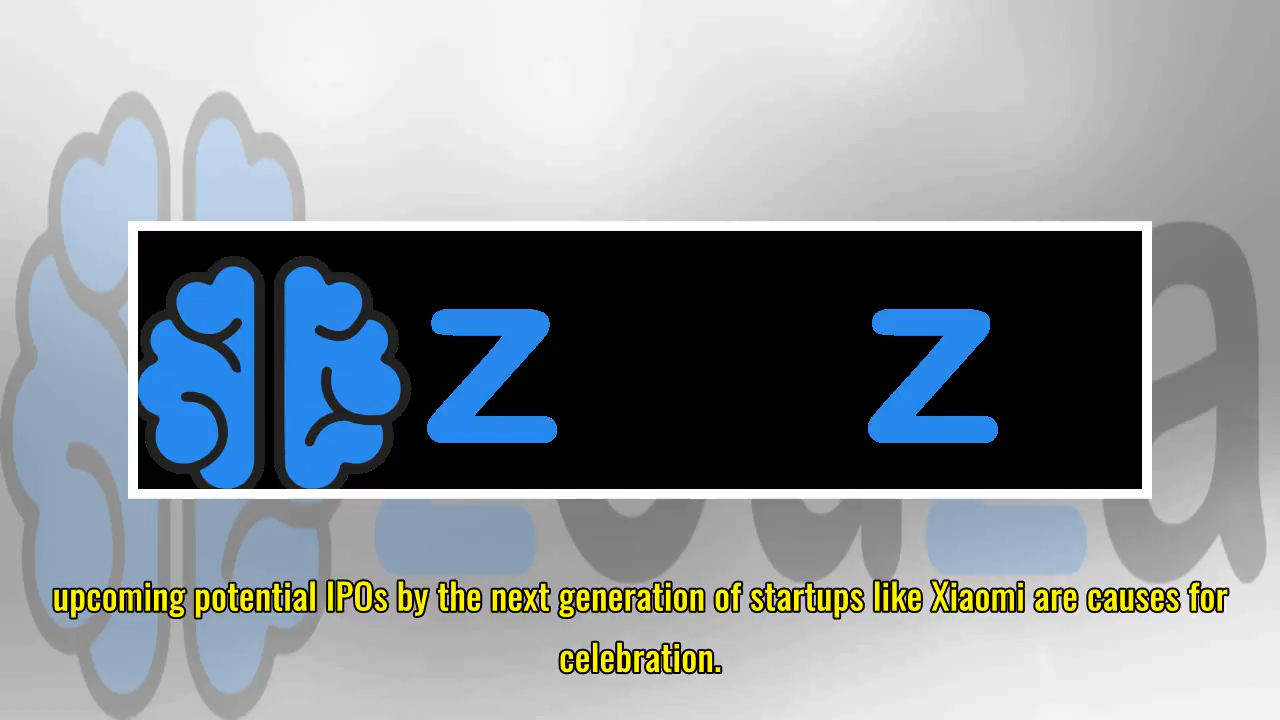 z z
upcoming potential IPOs by the next generation of startups like Xiaomi are causes for
celebration.